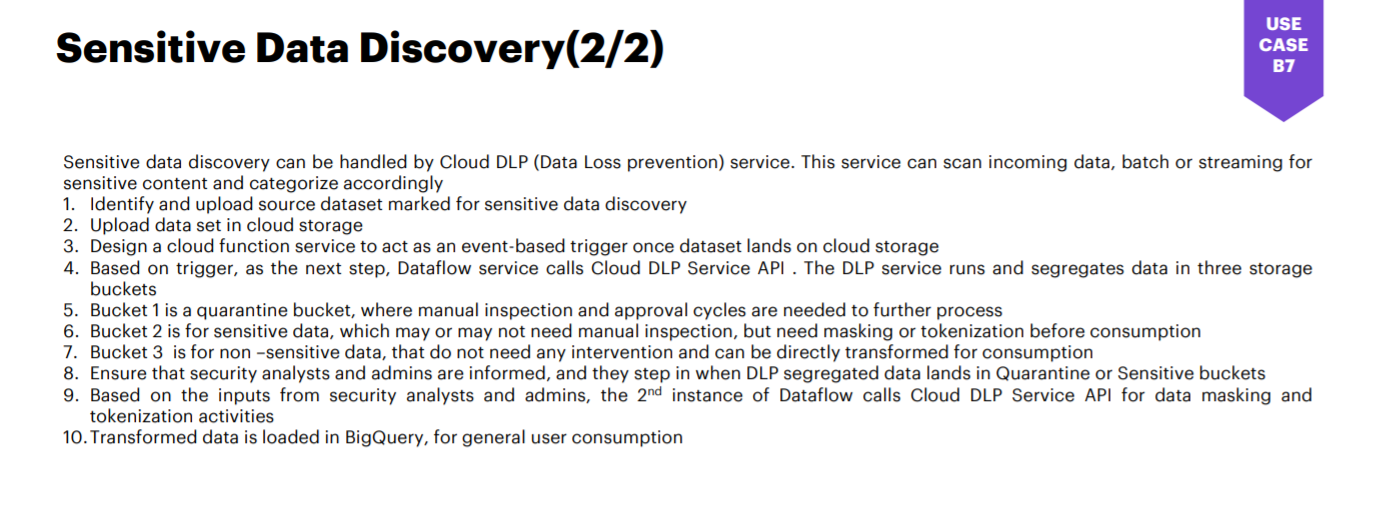 Sensitive Data Discovery(2/2)
USE
CASE
B7
Sensitive data discovery can be handled by Cloud DLP (Data Loss prevention) service. This service can scan incoming data, batch or streaming for
sensitive content and categorize accordingly
1. Identify and upload source dataset marked for sensitive data discovery
2. Upload data set in cloud storage
3. Design a cloud function service to act as an event-based trigger once dataset lands on cloud storage
4. Based on trigger, as the next step, Dataflow service calls Cloud DLP Service API . The DLP service runs and segregates data in three storage
buckets
5. Bucket 1 is a quarantine bucket, where manual inspection and approval cycles are needed to further process
6. Bucket 2 is for sensitive data, which may or may not need manual inspection, but need masking or tokenization before consumption
7. Bucket 3 is for non –sensitive data, that do not need any intervention and can be directly transformed for consumption
8. Ensure that security analysts and admins are informed, and they step in when DLP segregated data lands in Quarantine or Sensitive buckets
9. Based on the inputs from security analysts and admins, the 2nd instance of Dataflow calls Cloud DLP Service API for data masking and
tokenization activities
10. Transformed data is loaded in BigQuery, for general user consumption